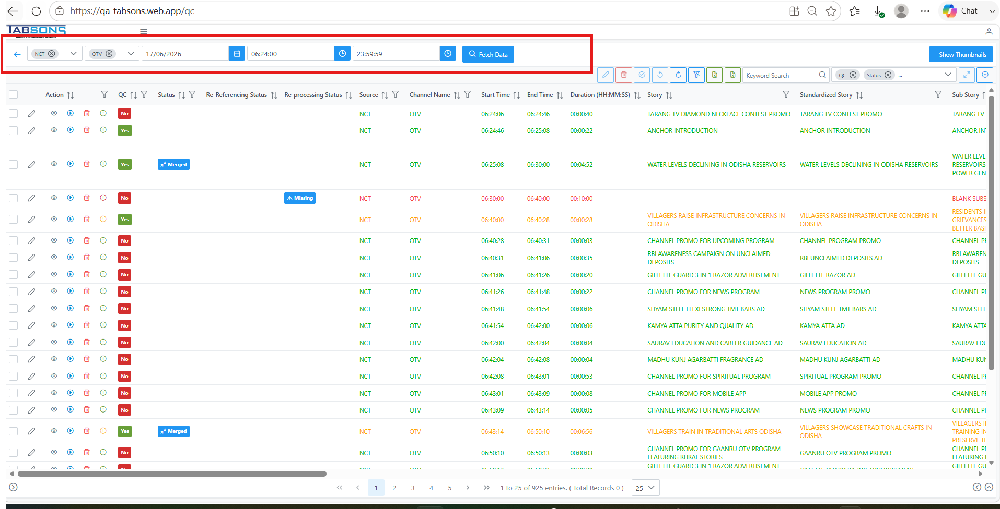 https://qa-tabsons.web.app/qc
Chat
TABSONS
NCT OTV 17/06/2026 06:24:00 23:59:59 Fetch Data Show Thumbnails
Keyword Search QC Status ...
Action QC Status Re-Referencing Status Re-processing Status Source Channel Name Start Time End Time Duration (HH:MM:SS) Story Standardized Story Sub Story
No NCT OTV 06:24:06 06:24:46 00:00:40 TARANG TV DIAMOND NECKLACE CONTEST PROMO TARANG TV CONTEST PROMO TARANG TV
Yes NCT OTV 06:24:46 06:25:08 00:00:22 ANCHOR INTRODUCTION ANCHOR INTRODUCTION ANCHOR IN
Yes Merged NCT OTV 06:25:08 06:30:00 00:04:52 WATER LEVELS DECLINING IN ODISHA RESERVOIRS WATER LEVELS DECLINING IN ODISHA RESERVOIRS WATER LEVE
RESERVOIRS
POWER GEN
No Missing NCT OTV 06:30:00 06:40:00 00:10:00 BLANK SUBS
Yes NCT OTV 06:40:00 06:40:28 00:00:28 VILLAGERS RAISE INFRASTRUCTURE CONCERNS IN
ODISHA
VILLAGERS RAISE INFRASTRUCTURE CONCERNS IN
ODISHA
RESIDENTS I
GRIEVANCES
BETTER BASI
No NCT OTV 06:40:28 06:40:31 00:00:03 CHANNEL PROMO FOR UPCOMING PROGRAM CHANNEL PROGRAM PROMO CHANNEL PR
No NCT OTV 06:40:31 06:41:06 00:00:35 RBI AWARENESS CAMPAIGN ON UNCLAIMED
DEPOSITS
RBI UNCLAIMED DEPOSITS AD
RBI AWAREN
DEPOSITS
No NCT OTV 06:41:06 06:41:26 00:00:20 GILLETTE GUARD 3 IN 1 RAZOR ADVERTISEMENT GILLETTE RAZOR AD GILLETTE GU
No NCT OTV 06:41:26 06:41:48 00:00:22 CHANNEL PROMO FOR NEWS PROGRAM NEWS PROGRAM PROMO CHANNEL PR
No NCT OTV 06:41:48 06:41:54 00:00:06 SHYAM STEEL FLEXI STRONG TMT BARS AD SHYAM STEEL TMT BARS AD SHYAM STEE
No NCT OTV 06:41:54 06:42:00 00:00:06 KAMYA ATTA PURITY AND QUALITY AD KAMYA ATTA AD KAMYA ATTA
No NCT OTV 06:42:00 06:42:04 00:00:04 SAURAV EDUCATION AND CAREER GUIDANCE AD SAURAV EDUCATION AD SAURAV EDU
No NCT OTV 06:42:04 06:42:08 00:00:04 MADHU KUNJ AGARBATTI FRAGRANCE AD MADHU KUNJ AGARBATTI AD MADHU KUN
No NCT OTV 06:42:08 06:43:01 00:00:53 CHANNEL PROMO FOR SPIRITUAL PROGRAM SPIRITUAL PROGRAM PROMO CHANNEL PR
No NCT OTV 06:43:01 06:43:09 00:00:08 CHANNEL PROMO FOR MOBILE APP MOBILE APP PROMO CHANNEL PR
No NCT OTV 06:43:09 06:43:14 00:00:05 CHANNEL PROMO FOR NEWS PROGRAM NEWS PROGRAM PROMO CHANNEL PR
Yes Merged NCT OTV 06:43:14 06:50:10 00:06:56 VILLAGERS TRAIN IN TRADITIONAL ARTS ODISHA VILLAGERS SHOWCASE TRADITIONAL CRAFTS IN
ODISHA
VILLAGERS IN
TRAINING IN
PRESERVE TH
No NCT OTV 06:50:10 06:50:13 00:00:03 CHANNEL PROMO FOR GAANRU OTV PROGRAM
FEATURING RURAL STORIES
GAANRU OTV PROGRAM PROMO
CHANNEL PR
FEATURING R
GILLETTE GUARD 3 IN 1 RAZOR ADVERTISEMENT GILLETTE GU
1 2 3 4 5 1 to 25 of 925 entries. ( Total Records 0 ) 25